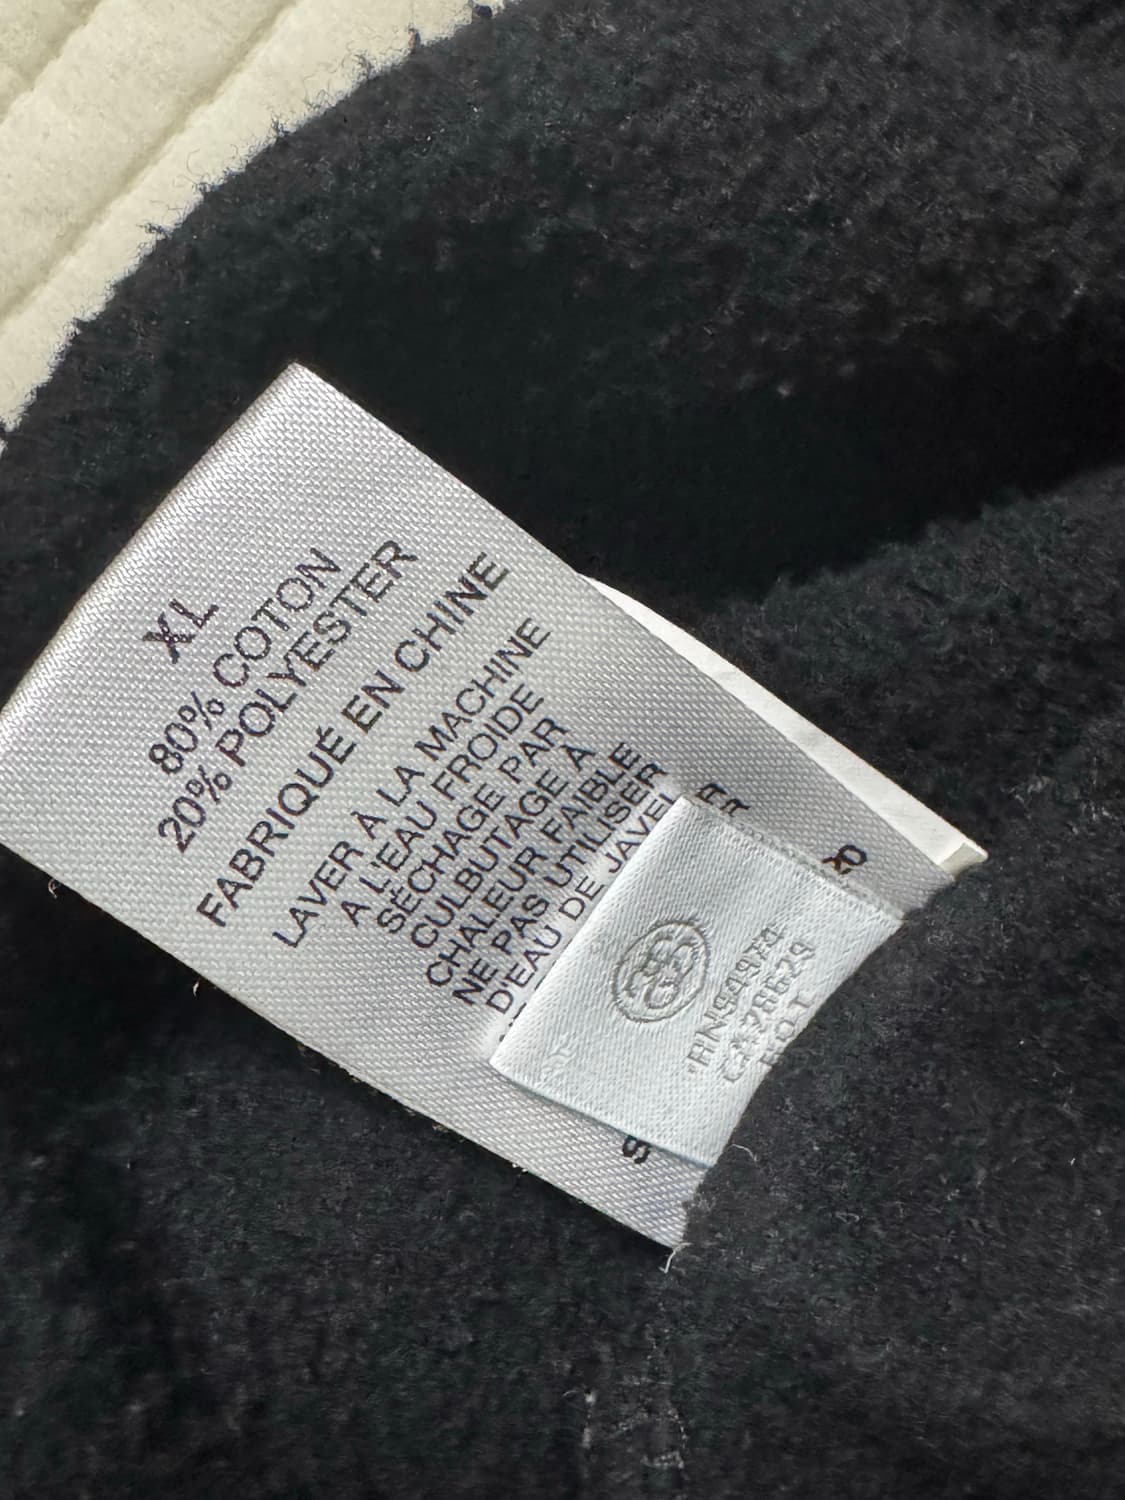 XL
80% COTON
20% POLYESTER
FABRIQUÉ EN CHINE
LAVER À LA MACHINE
À L'EAU FROIDE
SÉCHAGE PAR
CULBUTAGE À
CHALEUR FAIBLE
NE PAS UTILISER
D'EAU DE JAVEL
RN94974
CA28629